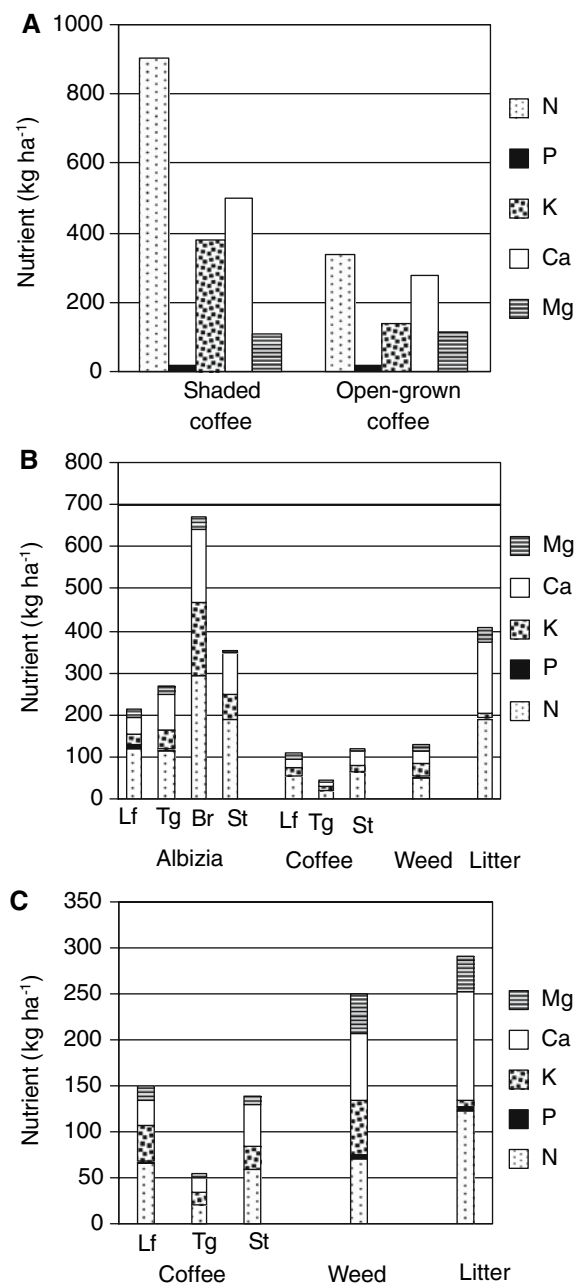 A
Nutrient (kg ha-1)
1000
800
600
400
200
0
Shaded coffee
Open-grown coffee
N
P
K
Ca
Mg
B
Nutrient (kg ha-1)
800
700
600
500
400
300
200
100
0
Lf Tg Br St Lf Tg St
Albizia Coffee Weed Litter
Mg
Ca
K
P
N
C
Nutrient (kg ha-1)
350
300
250
200
150
100
50
0
Lf Tg St
Coffee Weed Litter
Mg
Ca
K
P
N